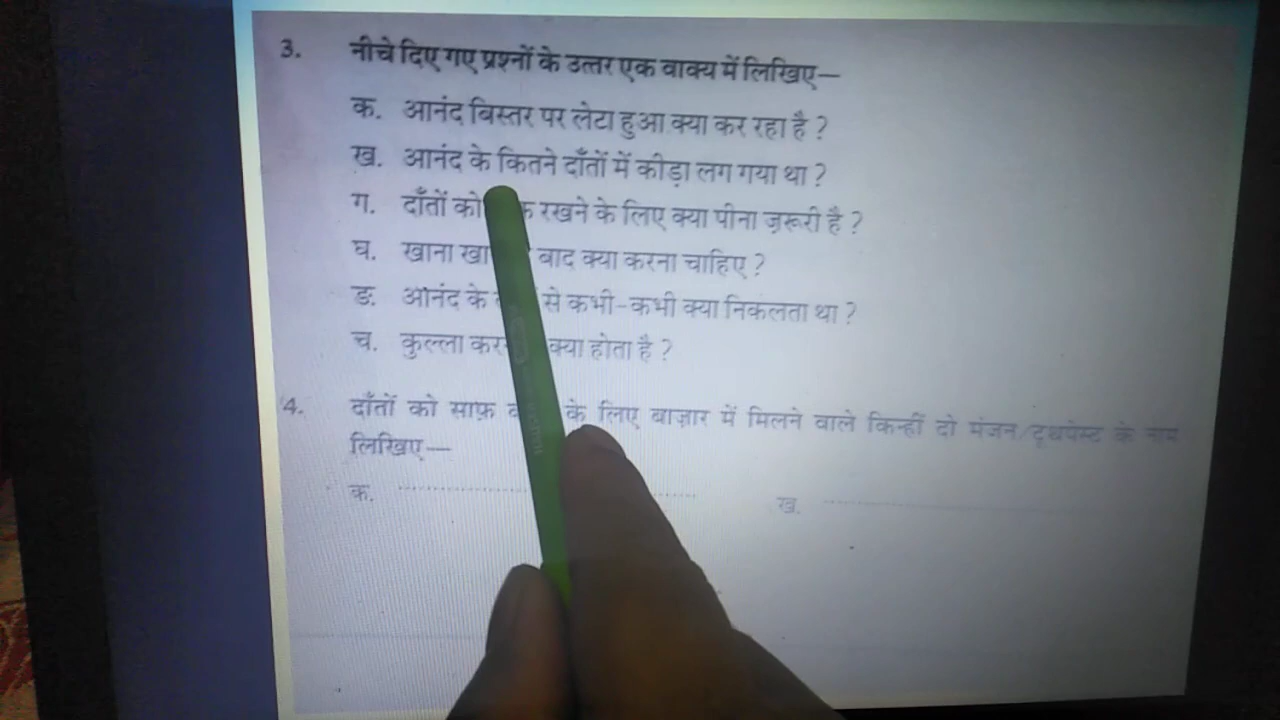 3. नीचे दिए गए प्रश्नों के उत्तर एक वाक्य में लिखिए—
क. आनंद बिस्तर पर लेटा हुआ क्या कर रहा है ?
ख. आनंद के कितने दाँतों में कीड़ा लग गया था ?
ग. दाँतों को रखने के लिए क्या पीना ज़रूरी है ?
घ. खाना खा बाद क्या करना चाहिए ?
ङ. आनंद के से कभी-कभी क्या निकलता था ?
च. कुल्ला कर क्या होता है ?
4. दाँतों को साफ़ के लिए बाज़ार में मिलने वाले किन्हीं दो मंजन/टूथपेस्ट के नाम
लिखिए—
क. ख.